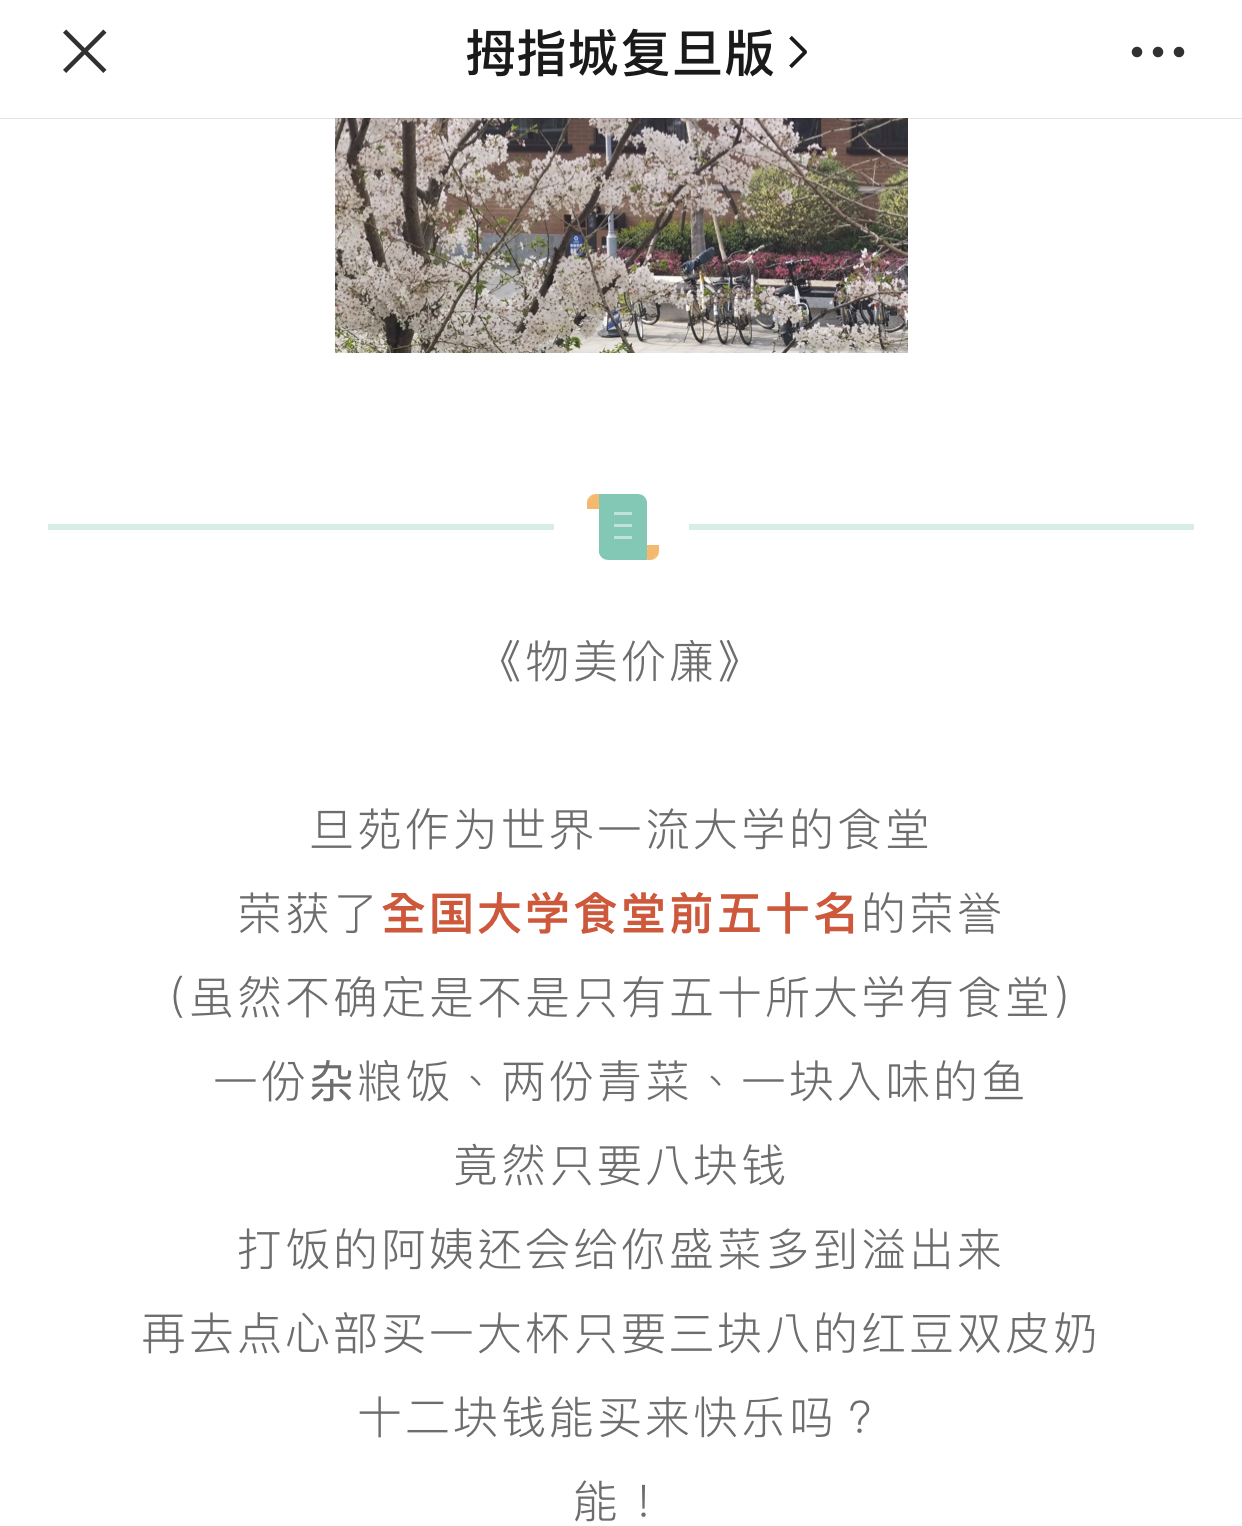 拇指城复旦版
《物美价廉》
旦苑作为世界一流大学的食堂
荣获了全国大学食堂前五十名的荣誉
（虽然不确定是不是只有五十所大学有食堂）
一份杂粮饭、两份青菜、一块入味的鱼
竟然只要八块钱
打饭的阿姨还会给你盛菜多到溢出来
再去点心部买一大杯只要三块八的红豆双皮奶
十二块钱能买来快乐吗？
能！